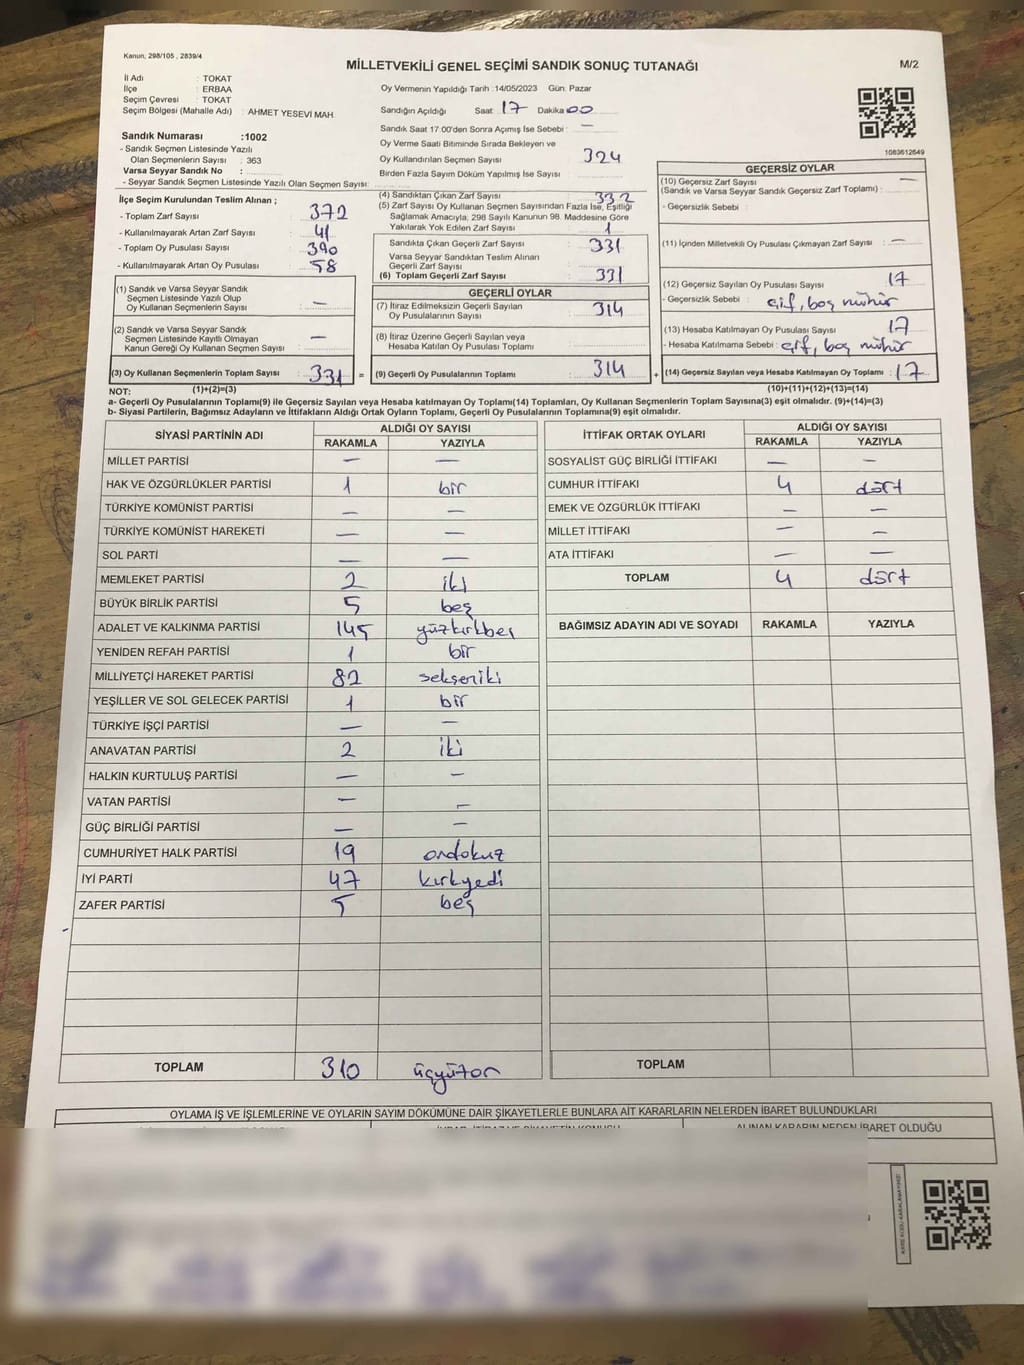 Kanun, 298/105 , 2839/4
MİLLETVEKİLİ GENEL SEÇİMİ SANDIK SONUÇ TUTANAĞI
M/2
İl Adı : TOKAT
İlçe : ERBAA
Seçim Çevresi : TOKAT
Seçim Bölgesi (Mahalle Adı) : AHMET YESEVİ MAH.
Sandık Numarası :1002
- Sandık Seçmen Listesinde Yazılı
Olan Seçmenlerin Sayısı : 363
Varsa Seyyar Sandık No :
- Seyyar Sandık Seçmen Listesinde Yazılı Olan Seçmen Sayısı:
Oy Vermenin Yapıldığı Tarih :14/05/2023 Gün: Pazar
Sandığın Açıldığı Saat 17 Dakika 00
Sandık Saat 17.00'den Sonra Açımış İse Sebebi : —
Oy Verme Saati Bitiminde Sırada Bekleyen ve
Oy Kullandırılan Seçmen Sayısı 324
Birden Fazla Sayım Döküm Yapılmış İse Sayısı :
1083612649
İlçe Seçim Kurulundan Teslim Alınan ;
- Toplam Zarf Sayısı : 372
- Kullanılmayarak Artan Zarf Sayısı : 41
- Toplam Oy Pusulası Sayısı : 390
- Kullanılmayarak Artan Oy Pusulası : 58
(1) Sandık ve Varsa Seyyar Sandık
Seçmen Listesinde Yazılı Olup
Oy Kullanan Seçmenlerin Sayısı : —
(2) Sandık ve Varsa Seyyar Sandık
Seçmen Listesinde Kayıtlı Olmayan
Kanun Gereği Oy Kullanan Seçmen Sayısı : —
(3) Oy Kullanan Seçmenlerin Toplam Sayısı : 331 =
(4) Sandıktan Çıkan Zarf Sayısı : 332
(5) Zarf Sayısı Oy Kullanan Seçmen Sayısından Fazla İse, Eşitliği
Sağlamak Amacıyla, 298 Sayılı Kanunun 98. Maddesine Göre
Yakılarak Yok Edilen Zarf Sayısı : 1
Sandıkta Çıkan Geçerli Zarf Sayısı : 331
Varsa Seyyar Sandıktan Teslim Alınan
Geçerli Zarf Sayısı :
(6) Toplam Geçerli Zarf Sayısı : 331
GEÇERLİ OYLAR
(7) İtiraz Edilmeksizin Geçerli Sayılan
Oy Pusulalarının Sayısı : 314
(8) İtiraz Üzerine Geçerli Sayılan veya
Hesaba Katılan Oy Pusulası Toplamı :
(9) Geçerli Oy Pusulalarının Toplamı : 314 +
GEÇERSİZ OYLAR
(10) Geçersiz Zarf Sayısı —
(Sandık ve Varsa Seyyar Sandık Geçersiz Zarf Toplamı) :
- Geçersizlik Sebebi :
(11) İçinden Milletvekili Oy Pusulası Çıkmayan Zarf Sayısı : —
(12) Geçersiz Sayılan Oy Pusulası Sayısı : 17
- Geçersizlik Sebebi : çift, boş mühür
(13) Hesaba Katılmayan Oy Pusulası Sayısı : 17
- Hesaba Katılmama Sebebi : çift, boş mühür
(14) Geçersiz Sayılan veya Hesaba Katılmayan Oy Toplamı : 17
NOT: (1)+(2)=(3) (10)+(11)+(12)+(13)=(14)
a- Geçerli Oy Pusulalarının Toplamı(9) ile Geçersiz Sayılan veya Hesaba katılmayan Oy Toplamı(14) Toplamları, Oy Kullanan Seçmenlerin Toplam Sayısına(3) eşit olmalıdır. (9)+(14)=(3)
b- Siyasi Partilerin, Bağımsız Adayların ve İttifakların Aldığı Ortak Oyların Toplamı, Geçerli Oy Pusulalarının Toplamına(9) eşit olmalıdır.
SİYASİ PARTİNİN ADI ALDIĞI OY SAYISI
RAKAMLA YAZIYLA
MİLLET PARTİSİ — —
HAK VE ÖZGÜRLÜKLER PARTİSİ 1 bir
TÜRKİYE KOMÜNİST PARTİSİ — —
TÜRKİYE KOMÜNİST HAREKETİ — —
SOL PARTİ — —
MEMLEKET PARTİSİ 2 iki
BÜYÜK BİRLİK PARTİSİ 5 beş
ADALET VE KALKINMA PARTİSİ 145 yüzkırkbeş
YENİDEN REFAH PARTİSİ 1 bir
MİLLİYETÇİ HAREKET PARTİSİ 82 sekseniki
YEŞİLLER VE SOL GELECEK PARTİSİ 1 bir
TÜRKİYE İŞÇİ PARTİSİ — —
ANAVATAN PARTİSİ 2 iki
HALKIN KURTULUŞ PARTİSİ — —
VATAN PARTİSİ — —
GÜÇ BİRLİĞİ PARTİSİ — —
CUMHURİYET HALK PARTİSİ 19 ondokuz
İYİ PARTİ 47 kırkyedi
ZAFER PARTİSİ 5 beş
TOPLAM 310 üçyüzon
İTTİFAK ORTAK OYLARI ALDIĞI OY SAYISI
RAKAMLA YAZIYLA
SOSYALİST GÜÇ BİRLİĞİ İTTİFAKI — —
CUMHUR İTTİFAKI 4 dört
EMEK VE ÖZGÜRLÜK İTTİFAKI — —
MİLLET İTTİFAKI — —
ATA İTTİFAKI — —
TOPLAM 4 dört
BAĞIMSIZ ADAYIN ADI VE SOYADI RAKAMLA YAZIYLA
TOPLAM
OYLAMA İŞ VE İŞLEMLERİNE VE OYLARIN SAYIM DÖKÜMÜNE DAİR ŞİKAYETLERLE BUNLARA AİT KARARLARIN NELERDEN İBARET BULUNDUKLARI
ALINAN KARARIN NEDEN İBARET OLDUĞU